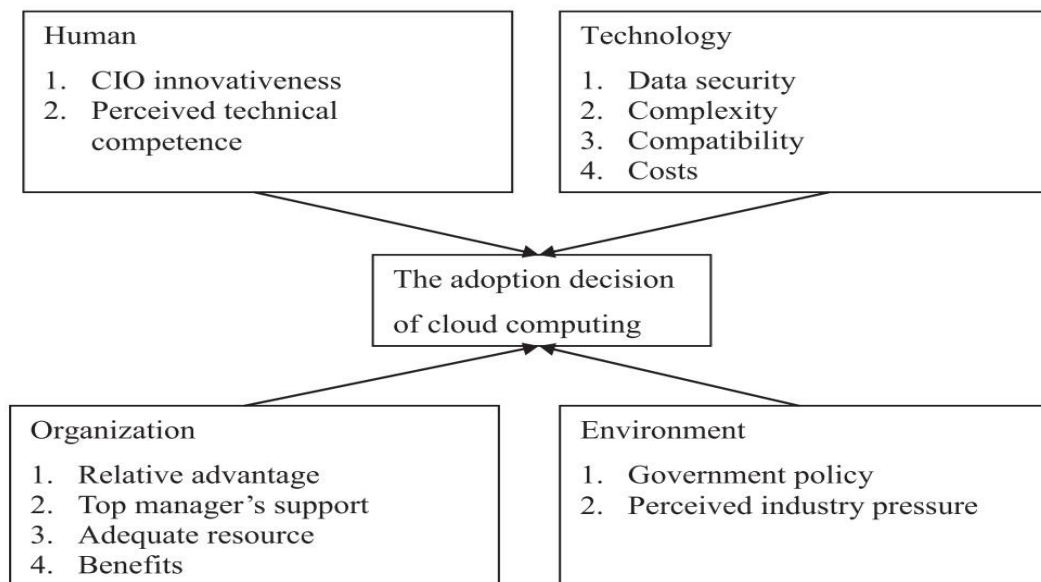 Human
1. CIO innovativeness
2. Perceived technical
competence
Technology
1. Data security
2. Complexity
3. Compatibility
4. Costs
The adoption decision
of cloud computing
Organization
1. Relative advantage
2. Top manager’s support
3. Adequate resource
4. Benefits
Environment
1. Government policy
2. Perceived industry pressure